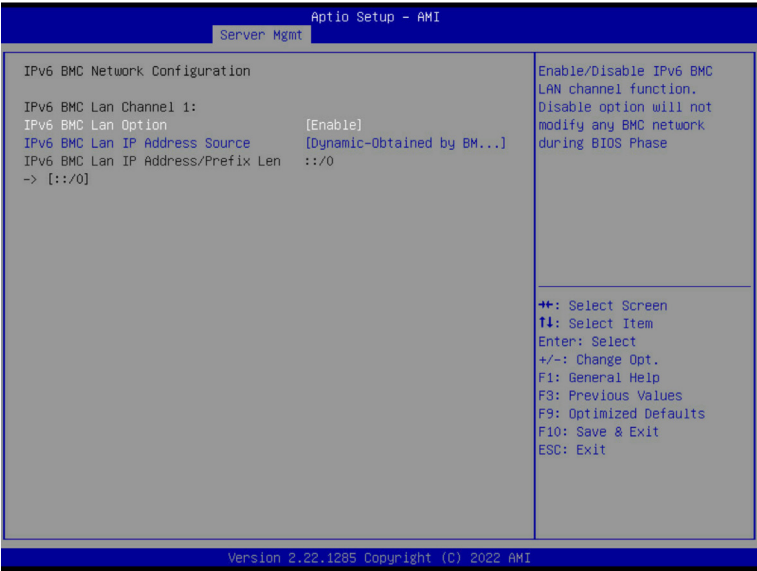 Aptio Setup – AMI
Server Mgmt
IPv6 BMC Network Configuration
IPv6 BMC Lan Channel 1:
IPv6 BMC Lan Option [Enable]
IPv6 BMC Lan IP Address Source [Dynamic-Obtained by BM...]
IPv6 BMC Lan IP Address/Prefix Len ::/0
-> [::/0]
Enable/Disable IPv6 BMC
LAN channel function.
Disable option will not
modify any BMC network
during BIOS Phase
→←: Select Screen
↑↓: Select Item
Enter: Select
+/-: Change Opt.
F1: General Help
F3: Previous Values
F9: Optimized Defaults
F10: Save & Exit
ESC: Exit
Version 2.22.1285 Copyright (C) 2022 AMI